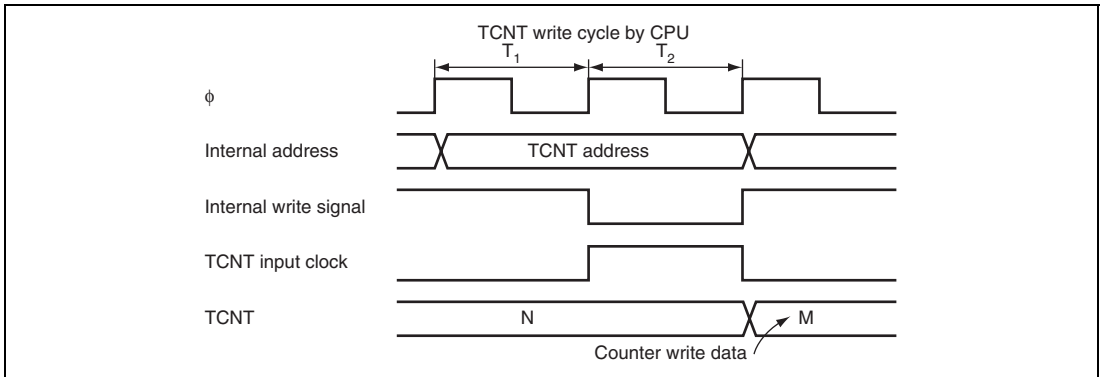 TCNT write cycle by CPU
T1 T2
φ
Internal address TCNT address
Internal write signal
TCNT input clock
TCNT N M
Counter write data